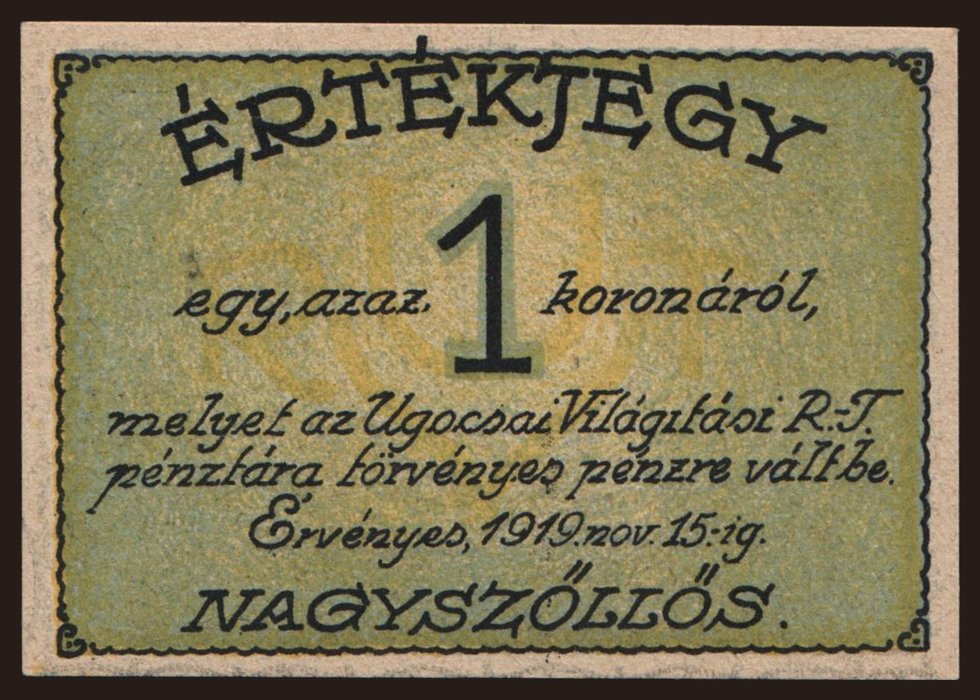 ÉRTÉKJEGY
egy, azaz 1 koronáról,
melyet az Ugocsai Világítási R.-T.
pénztára törvényes pénzre vált be.
Érvényes, 1919. nov. 15.-ig.
NAGYSZŐLLŐS.